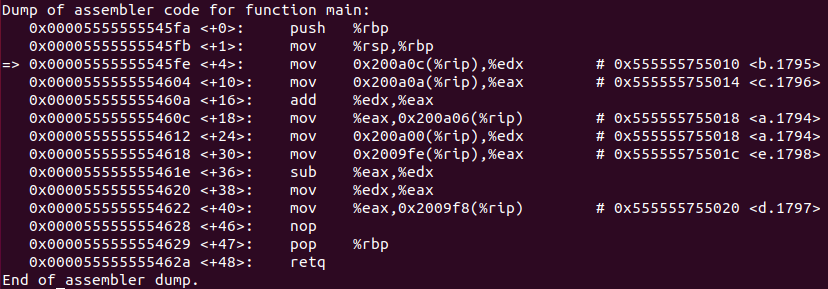 Dump of assembler code for function main:
   0x00005555555545fa <+0>:	push   %rbp
   0x00005555555545fb <+1>:	mov    %rsp,%rbp
=> 0x00005555555545fe <+4>:	mov    0x200a0c(%rip),%edx        # 0x555555755010 <b.1795>
   0x0000555555554604 <+10>:	mov    0x200a0a(%rip),%eax        # 0x555555755014 <c.1796>
   0x000055555555460a <+16>:	add    %edx,%eax
   0x000055555555460c <+18>:	mov    %eax,0x200a06(%rip)        # 0x555555755018 <a.1794>
   0x0000555555554612 <+24>:	mov    0x200a00(%rip),%edx        # 0x555555755018 <a.1794>
   0x0000555555554618 <+30>:	mov    0x2009fe(%rip),%eax        # 0x55555575501c <e.1798>
   0x000055555555461e <+36>:	sub    %eax,%edx
   0x0000555555554620 <+38>:	mov    %edx,%eax
   0x0000555555554622 <+40>:	mov    %eax,0x2009f8(%rip)        # 0x555555755020 <d.1797>
   0x0000555555554628 <+46>:	nop
   0x0000555555554629 <+47>:	pop    %rbp
   0x000055555555462a <+48>:	retq
End of assembler dump.